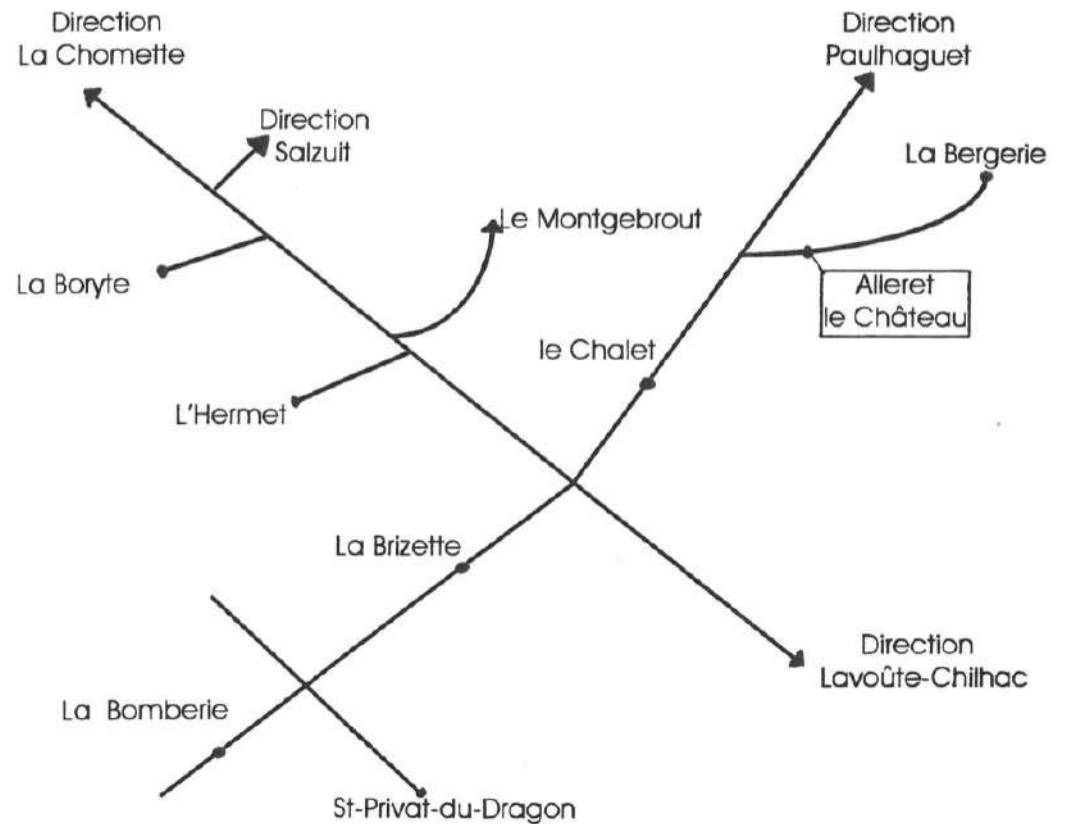 Direction
La Chomette
Direction
Paulhaguet
Direction
Salzuit
La Bergerie
Le Montgebrout
La Boryte
Alleret
le Château
le Chalet
L'Hermet
La Brizette
Direction
Lavoûte-Chilhac
La Bomberie
St-Privat-du-Dragon